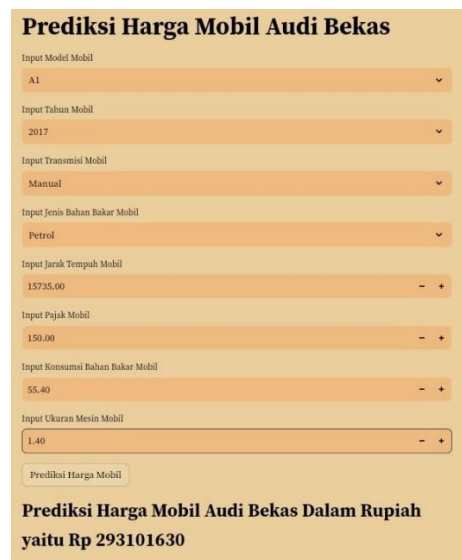 Prediksi Harga Mobil Audi Bekas
Input Model Mobil
A1
Input Tahun Mobil
2017
Input Transmisi Mobil
Manual
Input Jenis Bahan Bakar Mobil
Petrol
Input Jarak Tempuh Mobil
15735.00 - +
Input Pajak Mobil
150.00 - +
Input Konsumsi Bahan Bakar Mobil
55.40 - +
Input Ukuran Mesin Mobil
1.40 - +
Prediksi Harga Mobil
Prediksi Harga Mobil Audi Bekas Dalam Rupiah
yaitu Rp 293101630